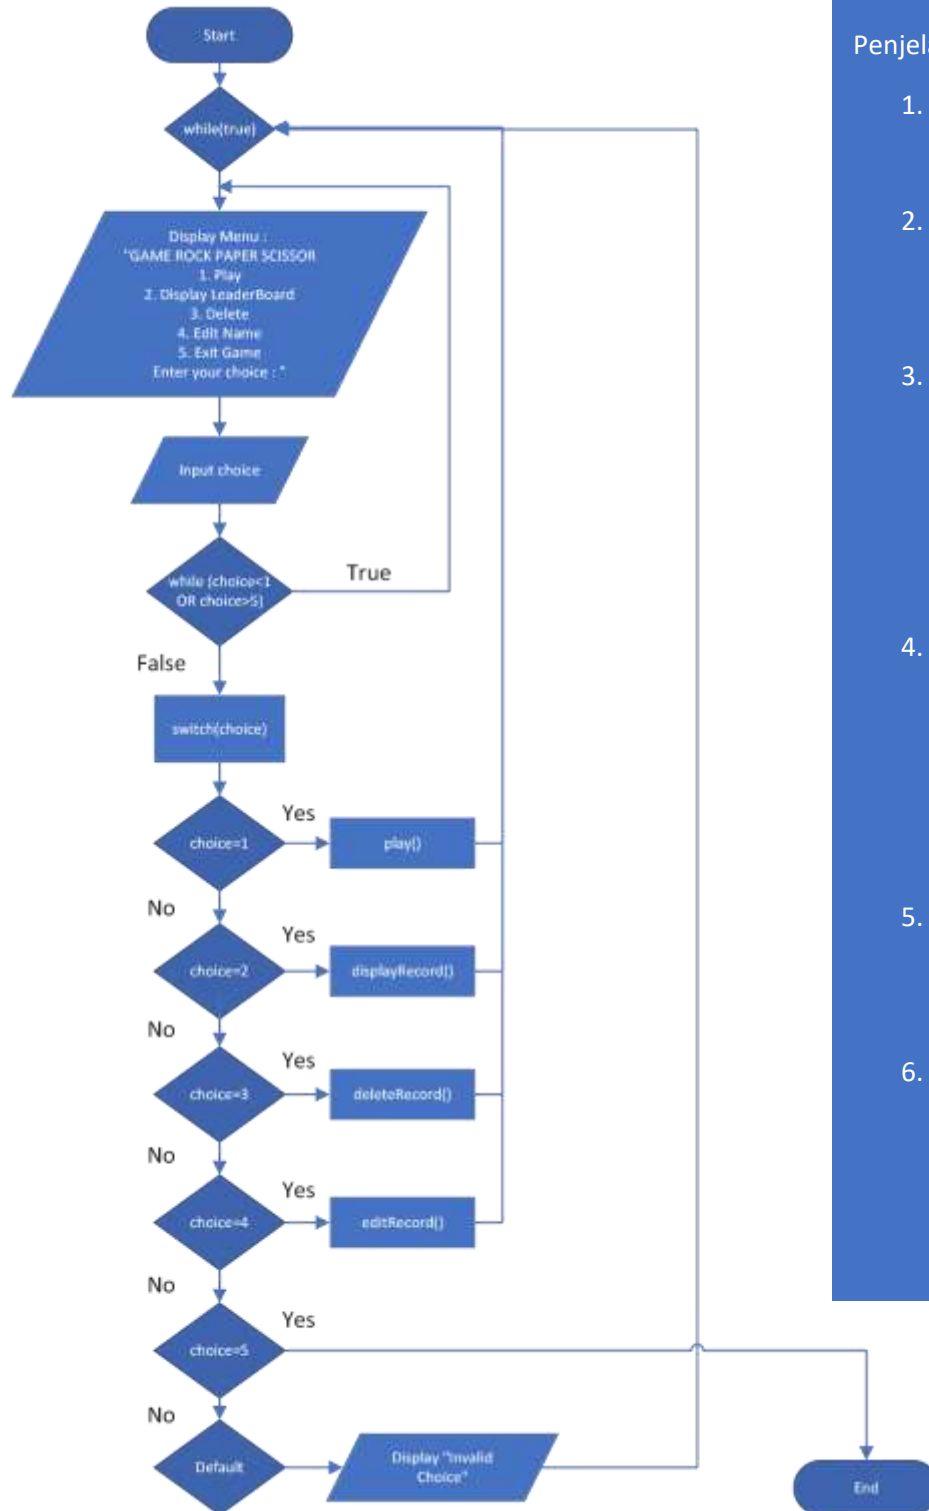 Start
while(true)
Display Menu :
"GAME ROCK PAPER SCISSOR
1. Play
2. Display LeaderBoard
3. Delete
4. Edit Name
5. Exit Game
Enter your choice : "
Input choice
while (choice<1
OR choice>5)
True
False
switch(choice)
choice=1
Yes
play()
No
choice=2
Yes
displayRecord()
No
choice=3
Yes
deleteRecord()
No
choice=4
Yes
editRecord()
No
choice=5
Yes
No
Default
Display "Invalid
Choice"
End
Penjela
1.
2.
3.
4.
5.
6.